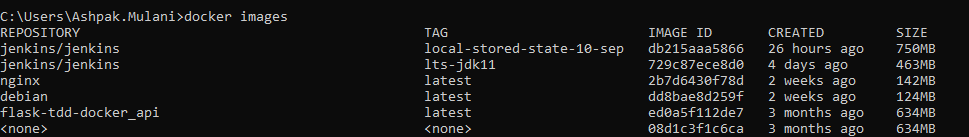 C:\Users\Ashpak.Mulani>docker images
REPOSITORY TAG IMAGE ID CREATED SIZE
jenkins/jenkins local-stored-state-10-sep db215aaa5866 26 hours ago 750MB
jenkins/jenkins lts-jdk11 729c87ece8d0 4 days ago 463MB
nginx latest 2b7d6430f78d 2 weeks ago 142MB
debian latest dd8bae8d259f 2 weeks ago 124MB
flask-tdd-docker_api latest ed0a5f112de7 3 months ago 634MB
<none> <none> 08d1c3f1c6ca 3 months ago 634MB